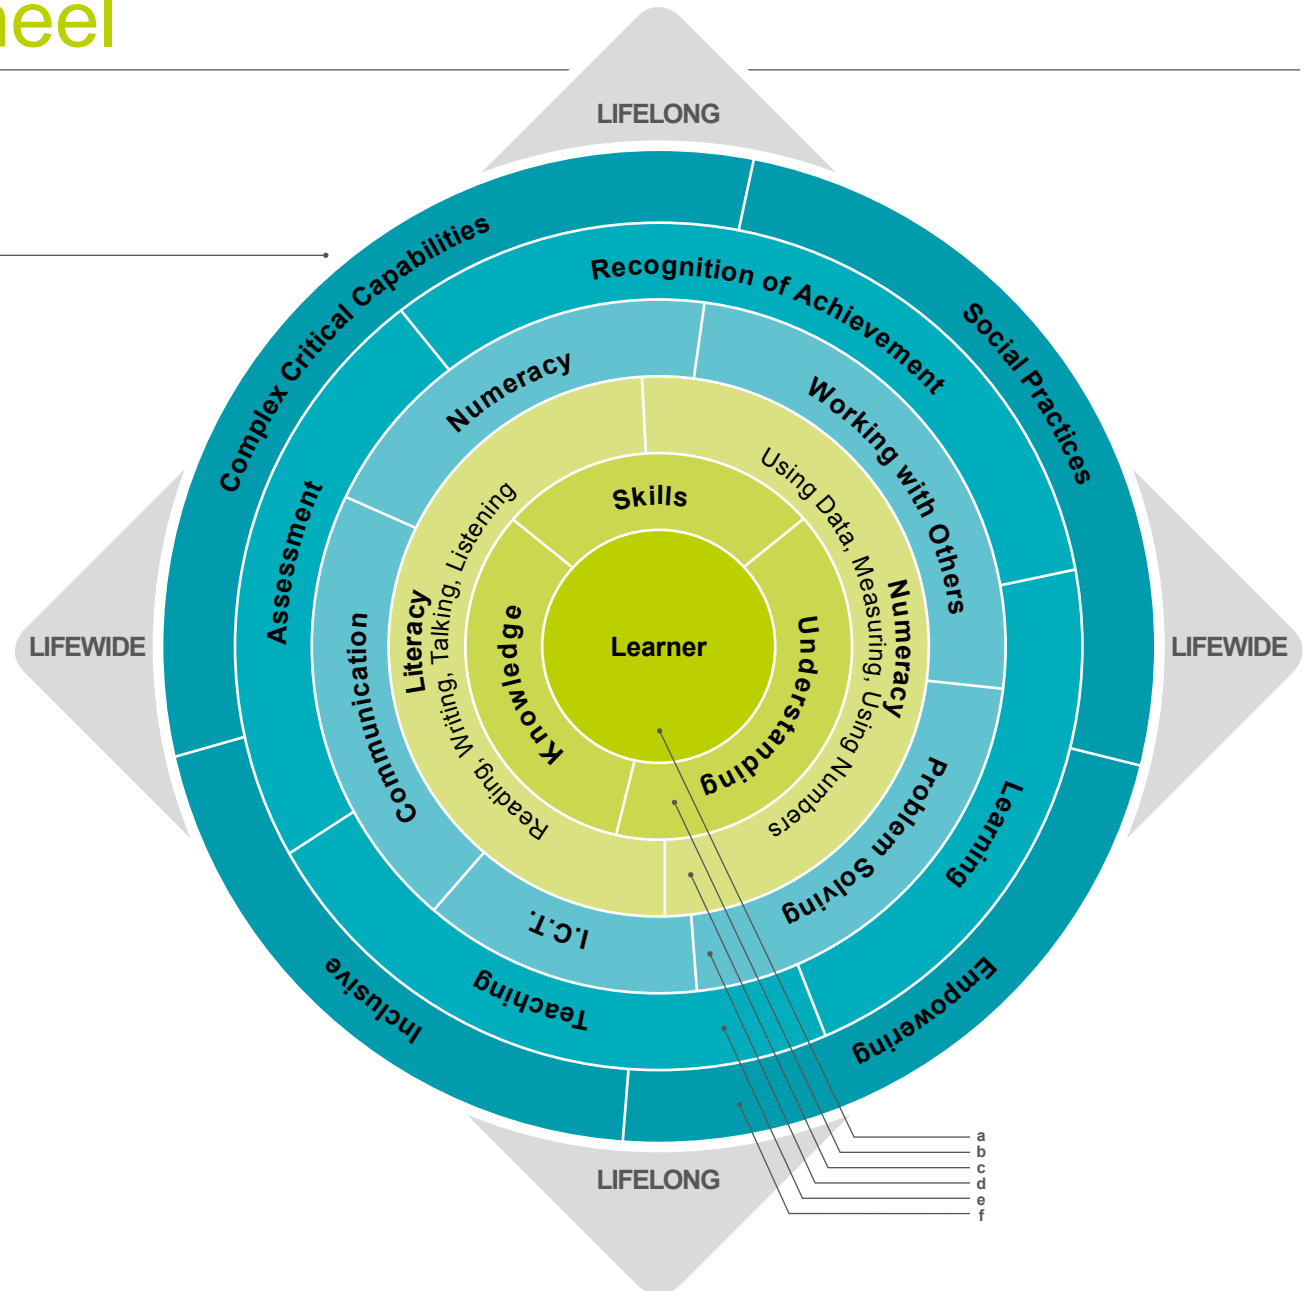 heel
LIFELONG
Complex Critical Capabilities
Social Practices
Recognition of Achievement
Numeracy
Working with Others
Assessment
Skills
Using Data, Measuring, Using Numbers
Numeracy
Literacy
Reading, Writing, Talking, Listening
Knowledge
Learner
Understanding
LIFEWIDE
LIFEWIDE
Communication
Problem Solving
Learning
I.C.T.
Teaching
Inclusive
Empowering
LIFELONG
a
b
c
d
e
f